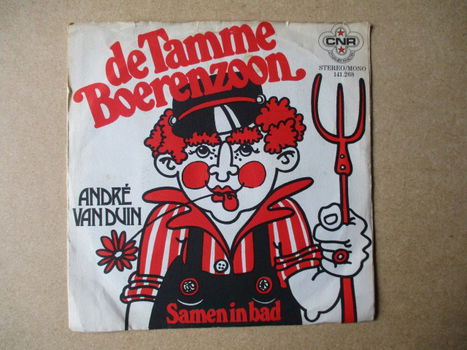 de Tamme
Boerenzoon
CNR
STEREO/MONO
141.268
ANDRÉ
VAN DUIN
Samen in bad